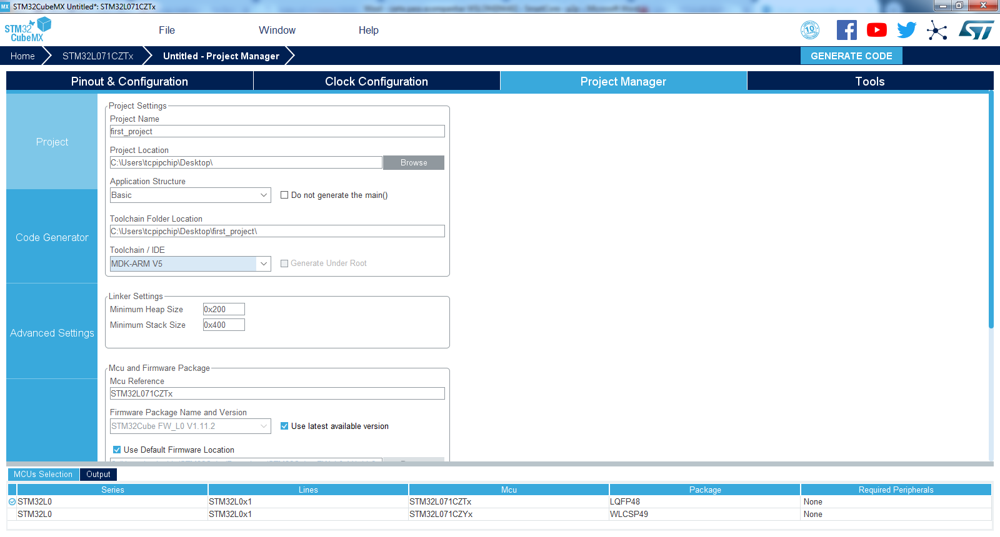 MX STM32CubeMX Untitled*: STM32L071CZTx
STM32
CubeMX
File Window Help
10
Home STM32L071CZTx Untitled - Project Manager GENERATE CODE
Pinout & Configuration Clock Configuration Project Manager Tools
Project
Code Generator
Advanced Settings
Project Settings
Project Name
first_project
Project Location
C:\Users\tcpipchip\Desktop\ Browse
Application Structure
Basic Do not generate the main()
Toolchain Folder Location
C:\Users\tcpipchip\Desktop\first_project\
Toolchain / IDE
MDK-ARM V5 Generate Under Root
Linker Settings
Minimum Heap Size 0x200
Minimum Stack Size 0x400
Mcu and Firmware Package
Mcu Reference
STM32L071CZTx
Firmware Package Name and Version
STM32Cube FW_L0 V1.11.2 Use latest available version
Use Default Firmware Location
MCUs Selection Output
Series Lines Mcu Package Required Peripherals
STM32L0 STM32L0x1 STM32L071CZTx LQFP48 None
STM32L0 STM32L0x1 STM32L071CZYx WLCSP49 None